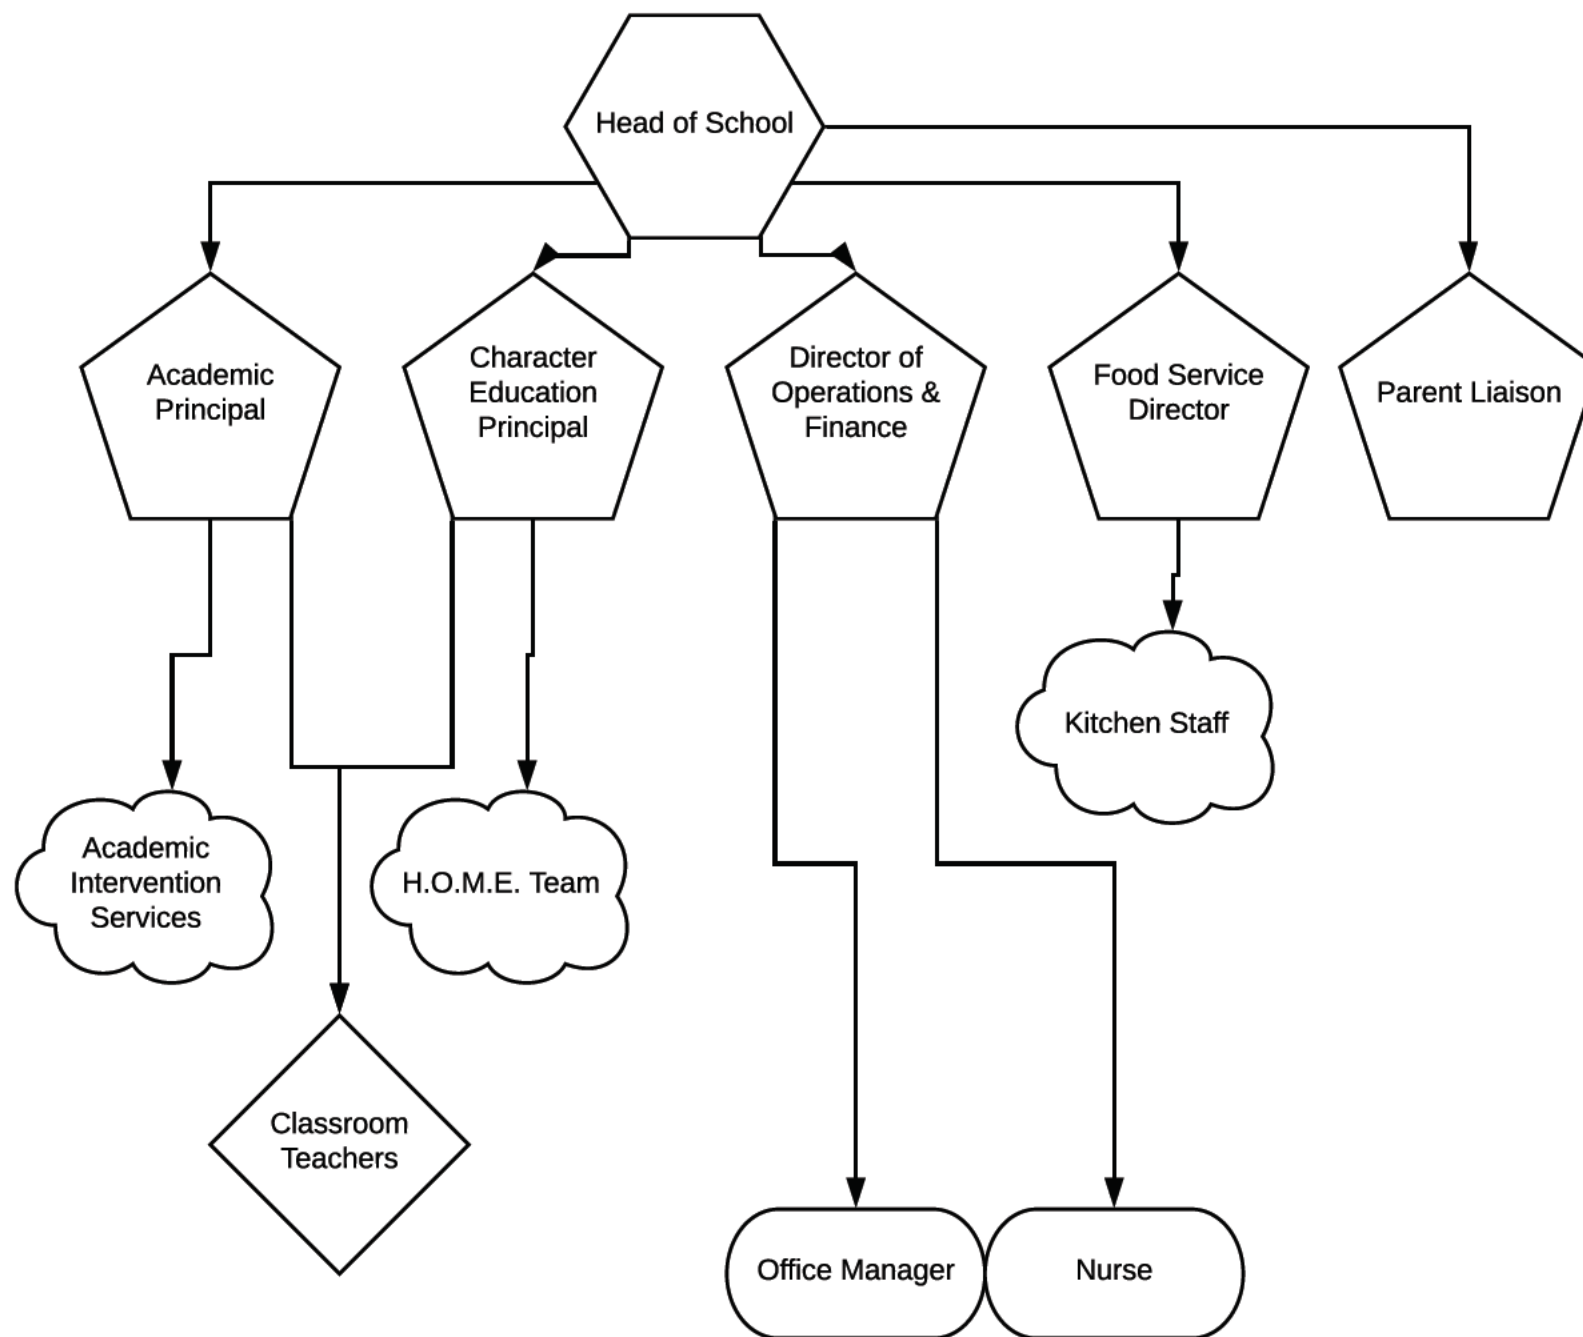 Head of School
Academic
Principal
Character
Education
Principal
Director of
Operations &
Finance
Food Service
Director
Parent Liaison
Kitchen Staff
Academic
Intervention
Services
H.O.M.E. Team
Classroom
Teachers
Office Manager
Nurse